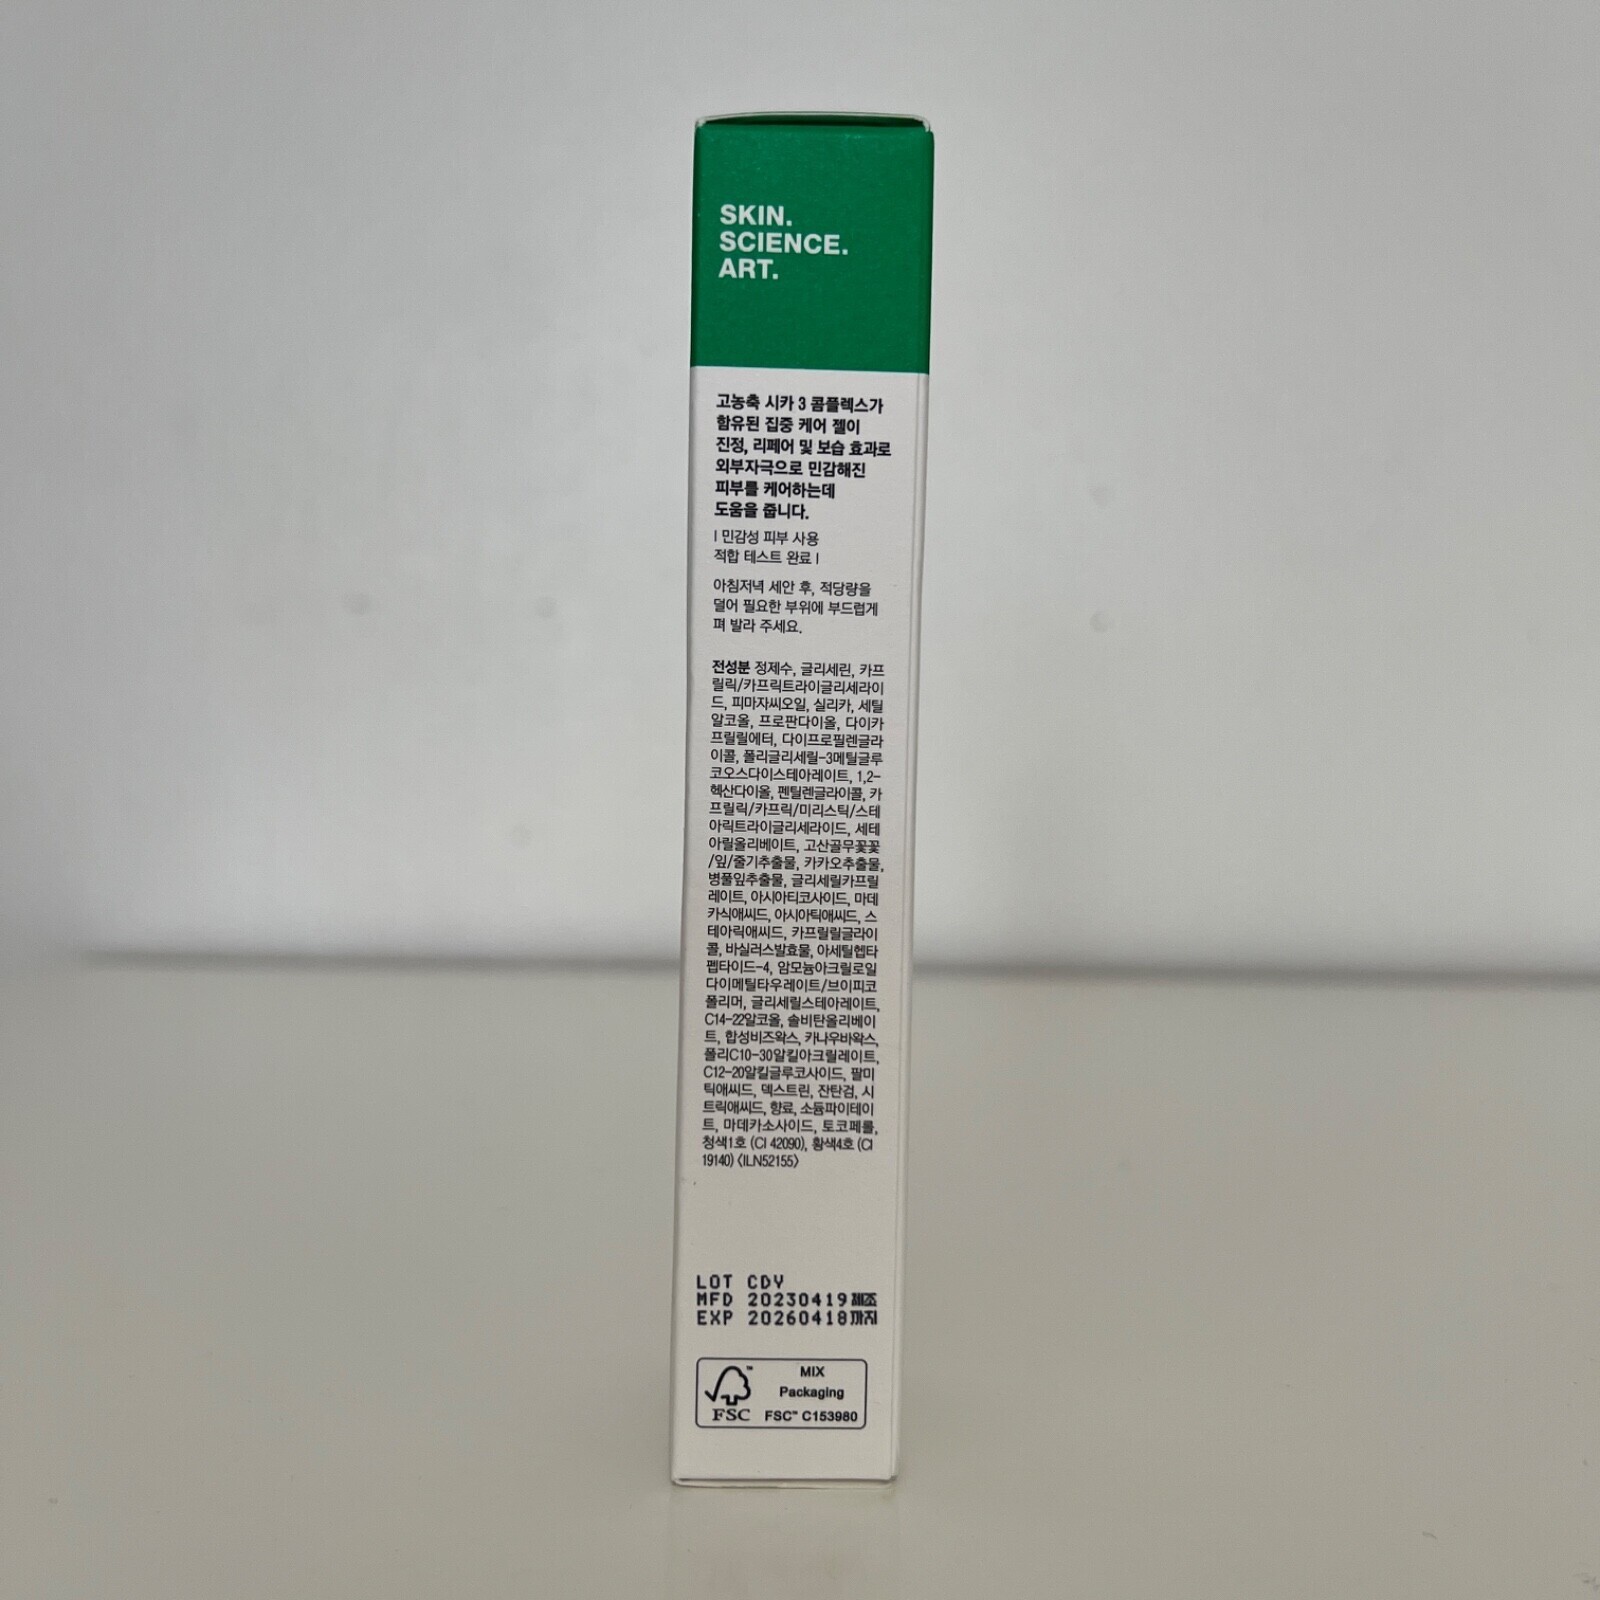 SKIN.
SCIENCE.
ART.
고농축 시카 3 콤플렉스가
함유된 집중 케어 젤이
진정, 리페어 및 보습 효과로
외부자극으로 민감해진
피부를 케어하는데
도움을 줍니다.
| 민감성 피부 사용
적합 테스트 완료 |
아침저녁 세안 후, 적당량을
덜어 필요한 부위에 부드럽게
펴 발라 주세요.
전성분 정제수, 글리세린, 카프
릴릭/카프릭트라이글리세라이
드, 피마자씨오일, 실리카, 세틸
알코올, 프로판다이올, 다이카
프릴릴에터, 다이프로필렌글라
이콜, 폴리글리세릴-3메틸글루
코오스다이스테아레이트, 1,2-
헥산다이올, 펜틸렌글라이콜, 카
프릴릭/카프릭/미리스틱/스테
아릭트라이글리세라이드, 세테
아릴올리베이트, 고산골무꽃꽃
/잎/줄기추출물, 카카오추출물,
병풀잎추출물, 글리세릴카프릴
레이트, 아시아티코사이드, 마데
카식애씨드, 아시아틱애씨드, 스
테아릭애씨드, 카프릴릴글라이
콜, 바실러스발효물, 아세틸헵타
펩타이드-4, 암모늄아크릴로일
다이메틸타우레이트/브이피코
폴리머, 글리세릴스테아레이트,
C14-22알코올, 솔비탄올리베이
트, 합성비즈왁스, 카나우바왁스,
폴리C10-30알킬아크릴레이트,
C12-20알킬글루코사이드, 팔미
틱애씨드, 덱스트린, 잔탄검, 시
트릭애씨드, 향료, 소듐파이테이
트, 마데카소사이드, 토코페롤,
청색1호 (CI 42090), 황색4호 (CI
19140) 〈ILN52155〉
LOT CDY
MFD 20230419제조
EXP 20260418까지
MIX
Packaging
FSC™ C153980
FSC